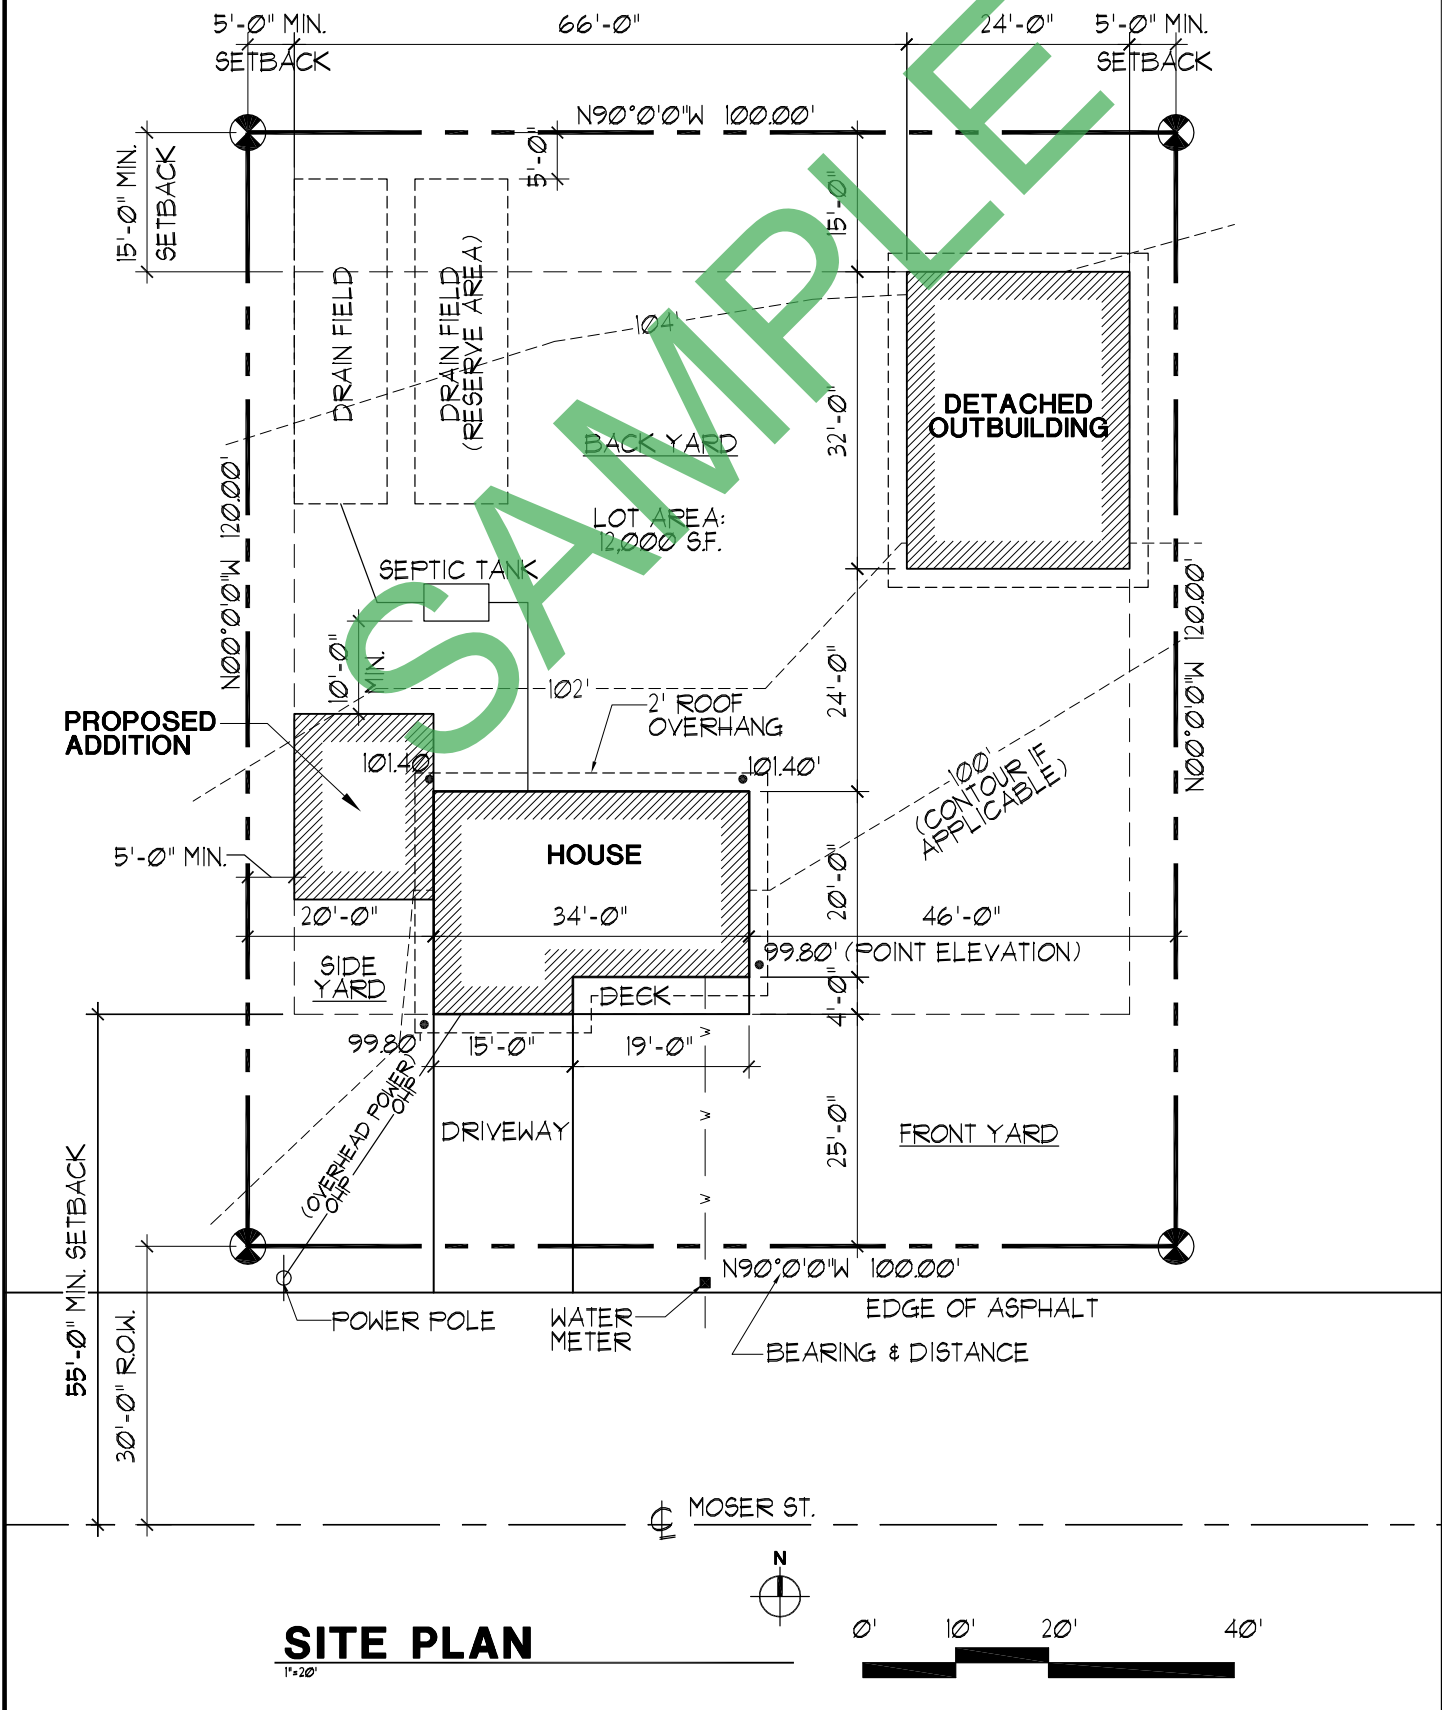 5'-0" MIN.
SETBACK
66'-0"
24'-0"
5'-0" MIN.
SETBACK
N90°0'0"W 100.00'
15'-0" MIN.
SETBACK
5'-0"
15'-0"
DRAIN FIELD
DRAIN FIELD
(RESERVE AREA)
104'
SAMPLE
32'-0"
DETACHED
OUTBUILDING
BACK YARD
LOT AREA:
12,000 S.F.
N00°0'0"W 120.00'
SEPTIC TANK
N00°0'0"W 120.00'
10'-0"
MIN.
102'
24'-0"
2' ROOF
OVERHANG
PROPOSED
ADDITION
101.40'
101.40'
100'
(CONTOUR IF
APPLICABLE)
5'-0" MIN.
HOUSE
20'-0"
20'-0"
34'-0"
46'-0"
99.80' (POINT ELEVATION)
SIDE
YARD
DECK
4'-0"
99.80'
15'-0"
19'-0"
W
(OVERHEAD POWER)
OHP
OHP
DRIVEWAY
W
25'-0"
FRONT YARD
W
55'-0" MIN. SETBACK
N90°0'0"W 100.00'
EDGE OF ASPHALT
POWER POLE
WATER
METER
BEARING & DISTANCE
30'-0" R.O.W.
℄ MOSER ST.
N
SITE PLAN
1"=20'
0' 10' 20' 40'